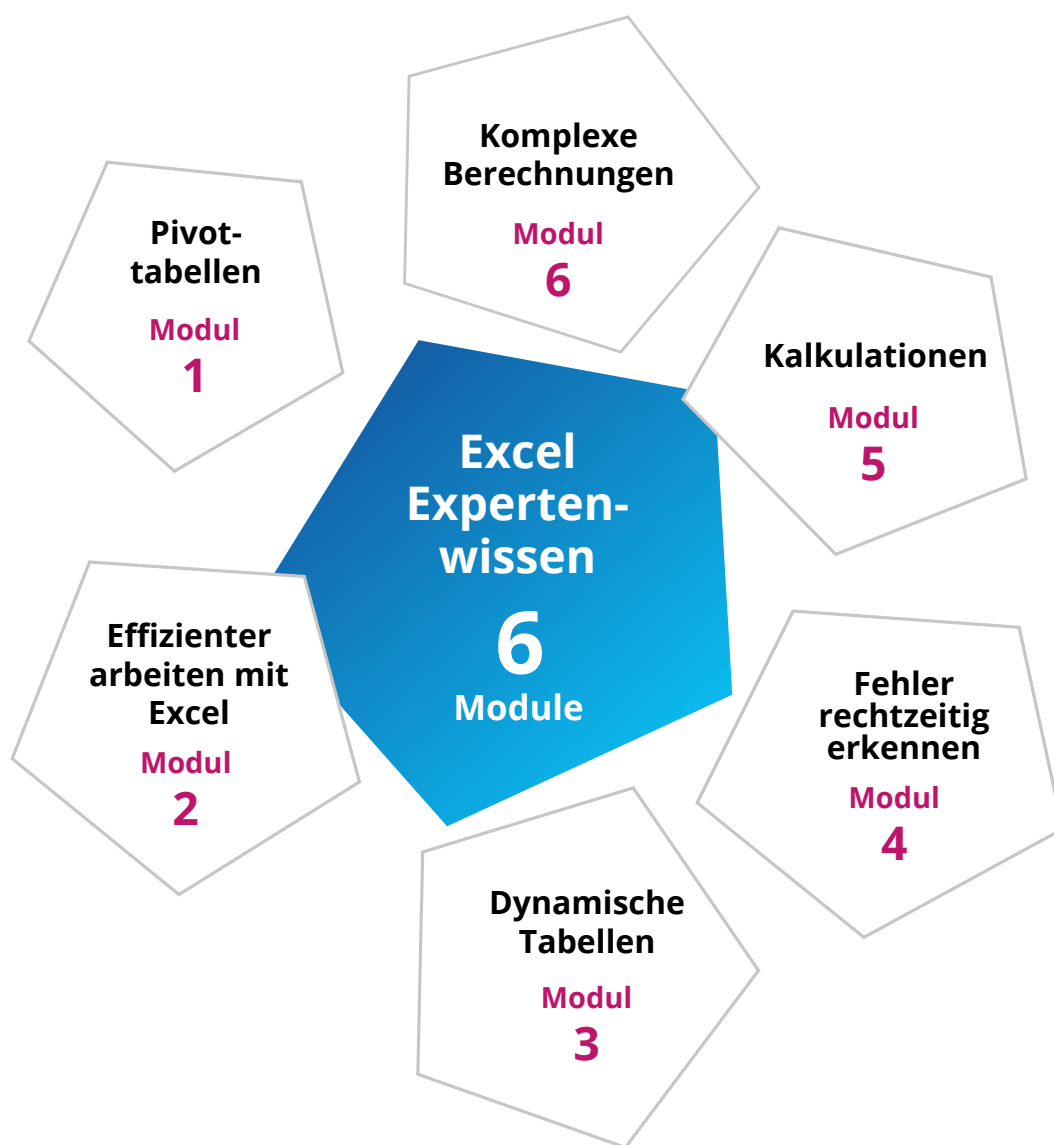 Excel
Experten-
wissen
6
Module
Pivot-
tabellen
Modul
1
Effizienter
arbeiten mit
Excel
Modul
2
Dynamische
Tabellen
Modul
3
Fehler
rechtzeitig
erkennen
Modul
4
Kalkulationen
Modul
5
Komplexe
Berechnungen
Modul
6